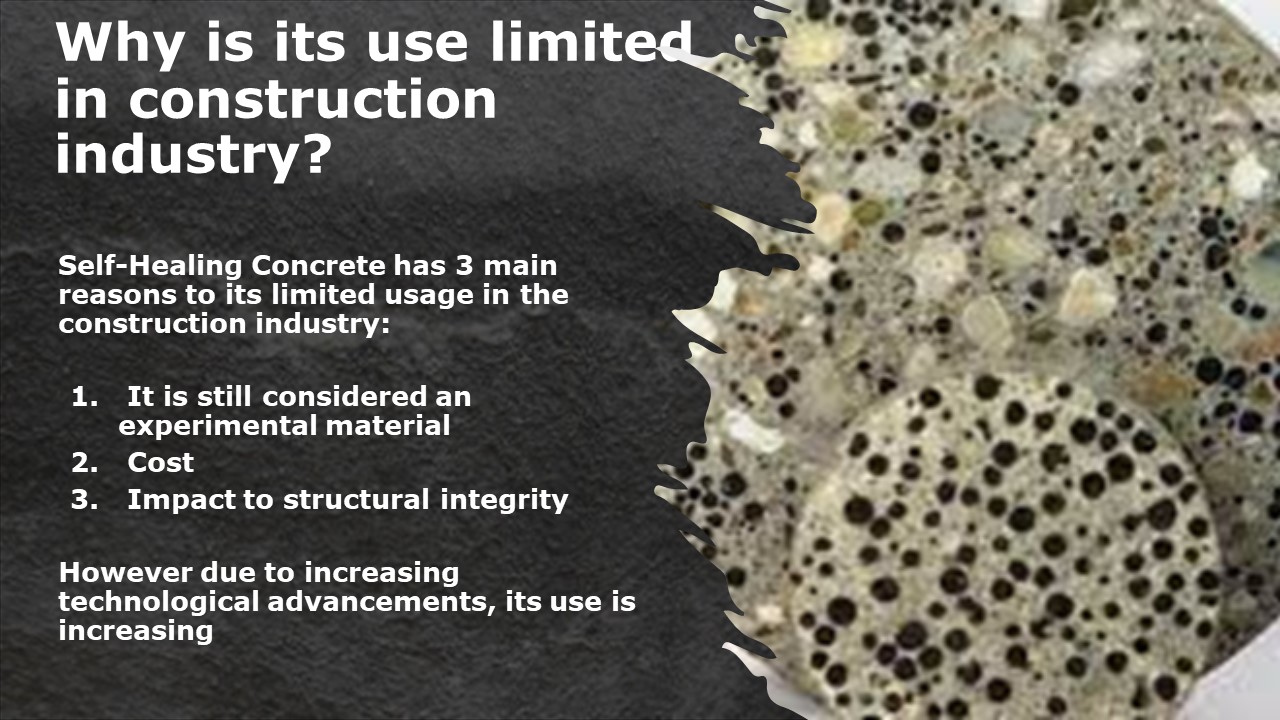 Why is its use limited
in construction
industry?
Self-Healing Concrete has 3 main
reasons to its limited usage in the
construction industry:
1. It is still considered an
experimental material
2. Cost
3. Impact to structural integrity
However due to increasing
technological advancements, its use is
increasing